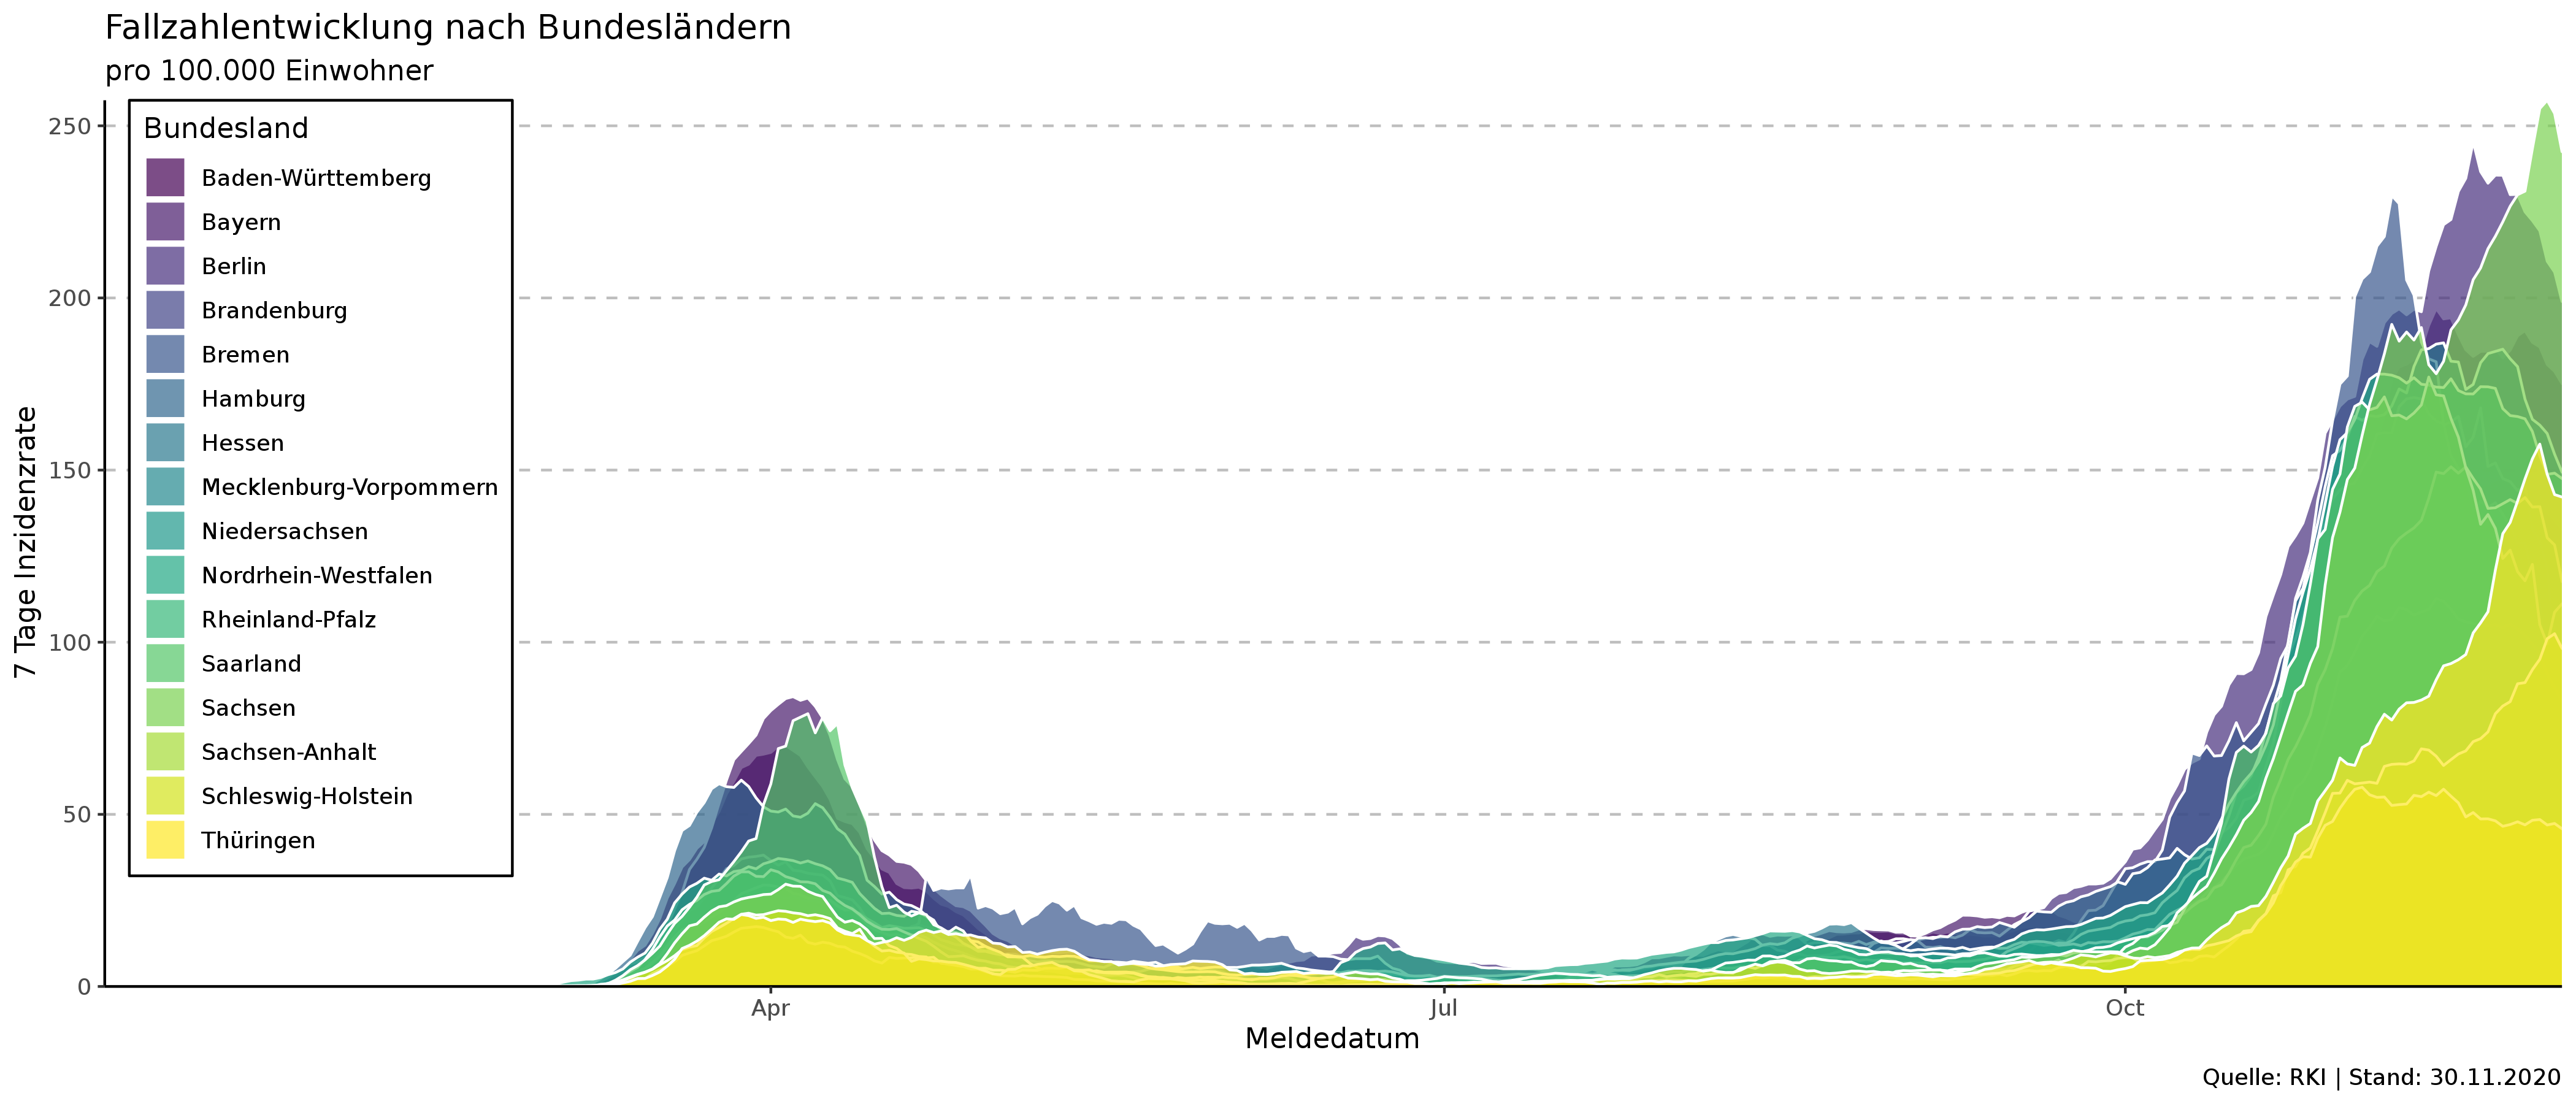 Fallzahlentwicklung nach Bundesländern
pro 100.000 Einwohner
Bundesland
Baden-Württemberg
Bayern
Berlin
Brandenburg
Bremen
Hamburg
Hessen
Mecklenburg-Vorpommern
Niedersachsen
Nordrhein-Westfalen
Rheinland-Pfalz
Saarland
Sachsen
Sachsen-Anhalt
Schleswig-Holstein
Thüringen
7 Tage Inzidenzrate
250
200
150
100
50
0
Apr
Jul
Oct
Meldedatum
Quelle: RKI | Stand: 30.11.2020